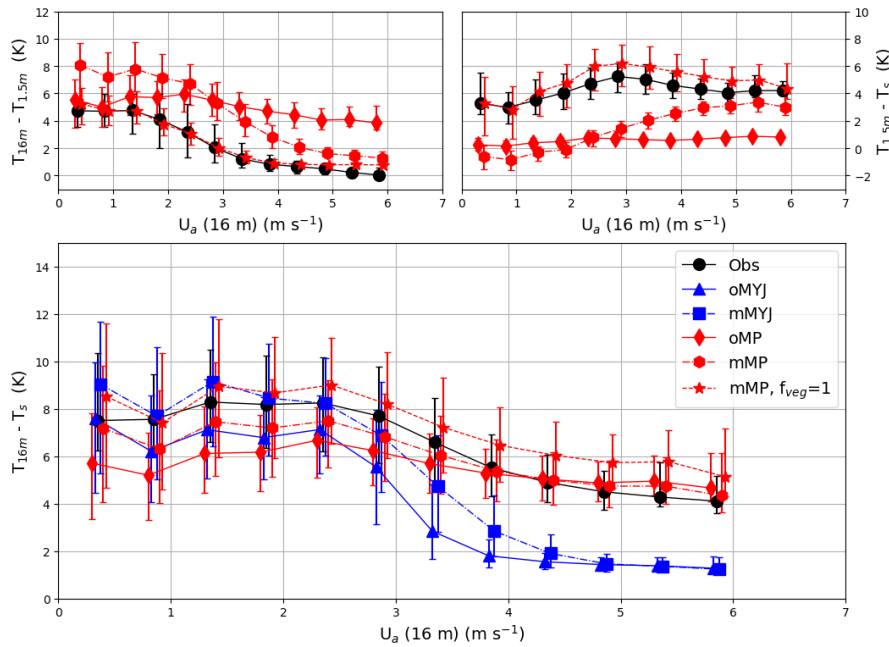 12
10
8
6
4
2
0
T16m - T1.5m (K)
0 1 2 3 4 5 6 7
Ua (16 m) (m s−1)
10
8
6
4
2
0
−2
T1.5m - Ts (K)
0 1 2 3 4 5 6 7
Ua (16 m) (m s−1)
14
12
10
8
6
4
2
0
T16m - Ts (K)
Obs
oMYJ
mMYJ
oMP
mMP
mMP, fveg=1
0 1 2 3 4 5 6 7
Ua (16 m) (m s−1)